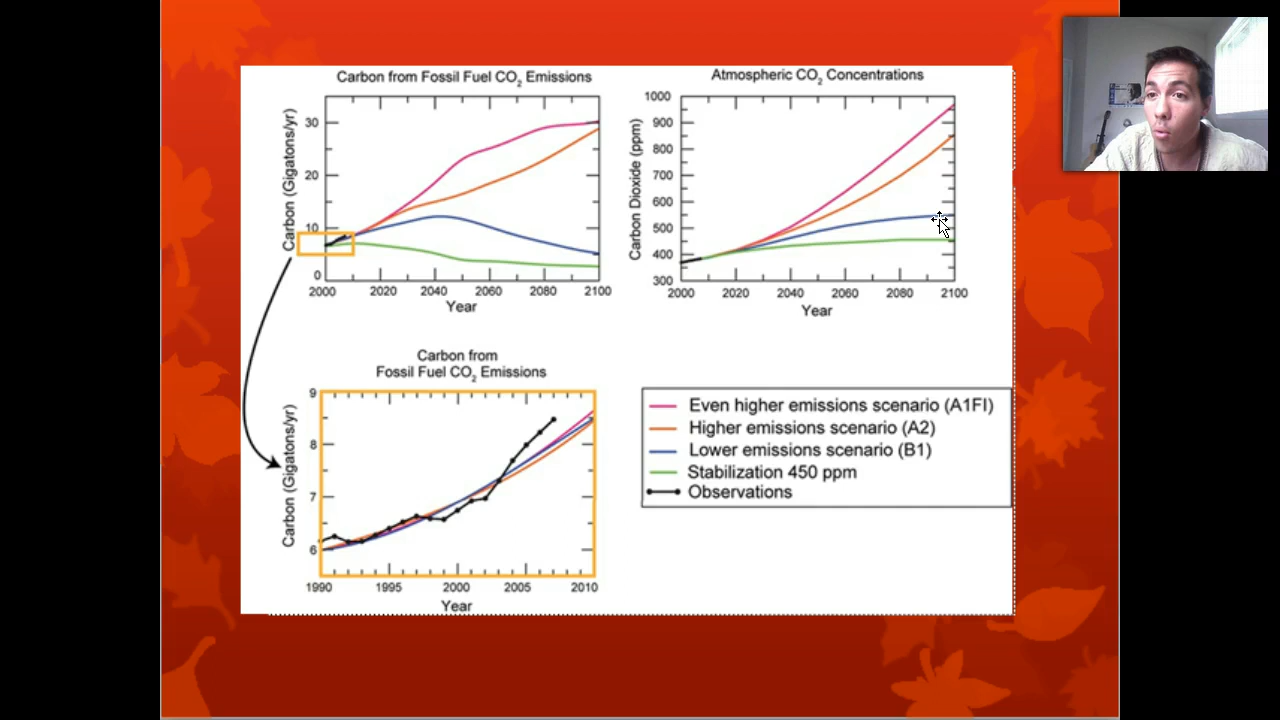 Carbon from Fossil Fuel CO2 Emissions
Carbon (Gigatons/yr)
30
20
10
0
2000 2020 2040 2060 2080 2100
Year
Atmospheric CO2 Concentrations
Carbon Dioxide (ppm)
1000
900
800
700
600
500
400
300
2000 2020 2040 2060 2080 2100
Year
Carbon from
Fossil Fuel CO2 Emissions
Carbon (Gigatons/yr)
9
8
7
6
1990 1995 2000 2005 2010
Year
Even higher emissions scenario (A1FI)
Higher emissions scenario (A2)
Lower emissions scenario (B1)
Stabilization 450 ppm
Observations